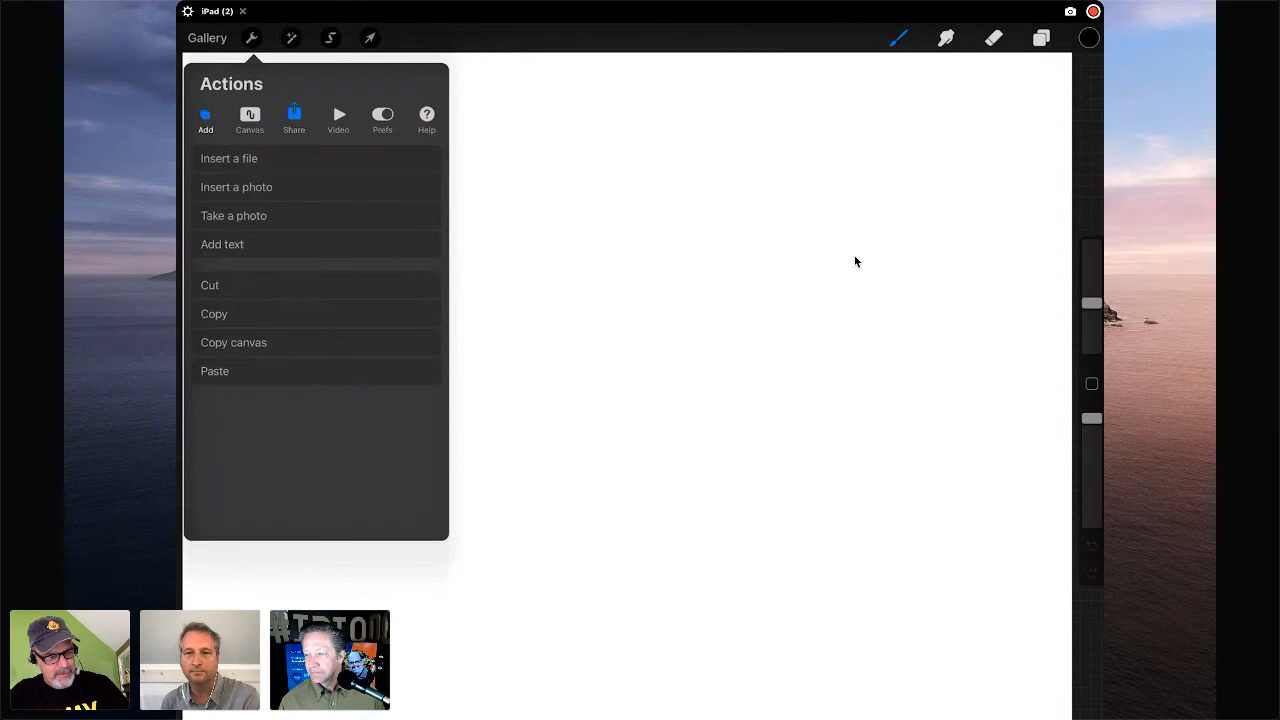 iPad (2)
Gallery
Actions
Add
Canvas
Share
Video
Prefs
Help
Insert a file
Insert a photo
Take a photo
Add text
Cut
Copy
Copy canvas
Paste